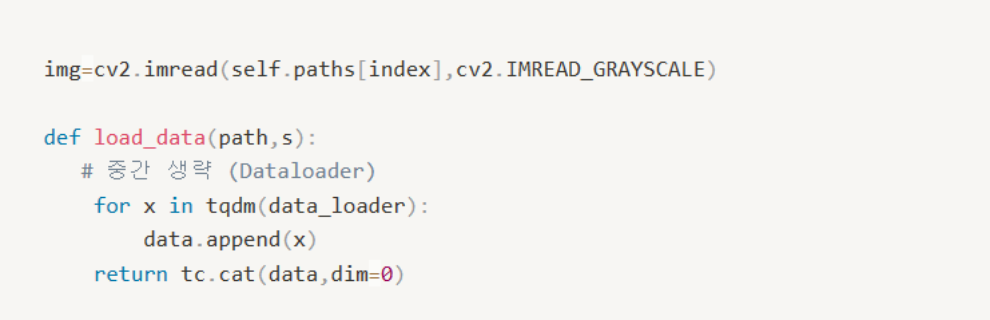 img=cv2.imread(self.paths[index],cv2.IMREAD_GRAYSCALE)
def load_data(path,s):
# 중간 생략 (Dataloader)
for x in tqdm(data_loader):
data.append(x)
return tc.cat(data,dim=0)